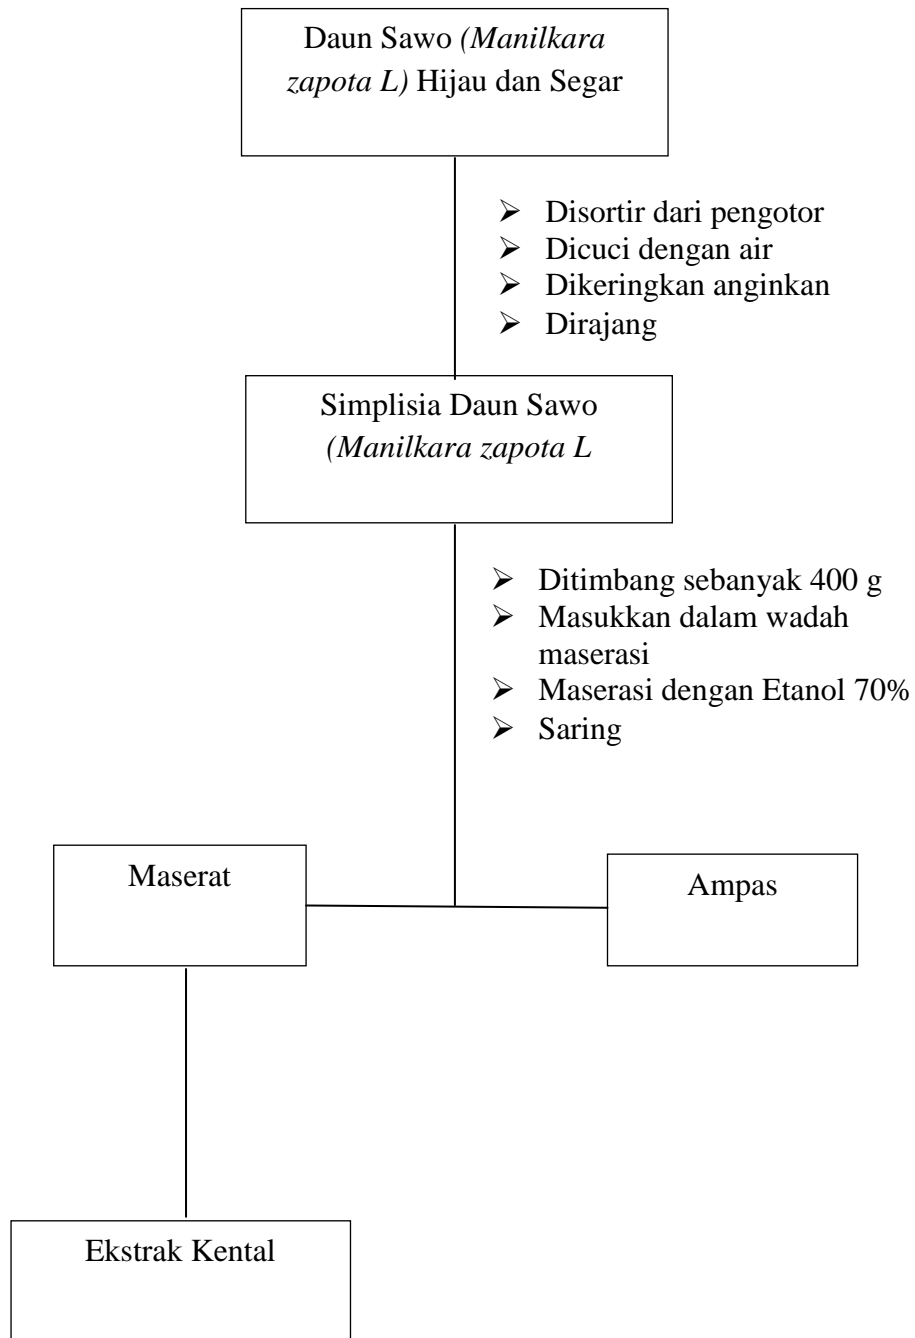 Daun Sawo (Manilkara
zapota L) Hijau dan Segar
➢ Disortir dari pengotor
➢ Dicuci dengan air
➢ Dikeringkan anginkan
➢ Dirajang
Simplisia Daun Sawo
(Manilkara zapota L
➢ Ditimbang sebanyak 400 g
➢ Masukkan dalam wadah
maserasi
➢ Maserasi dengan Etanol 70%
➢ Saring
Maserat
Ampas
Ekstrak Kental